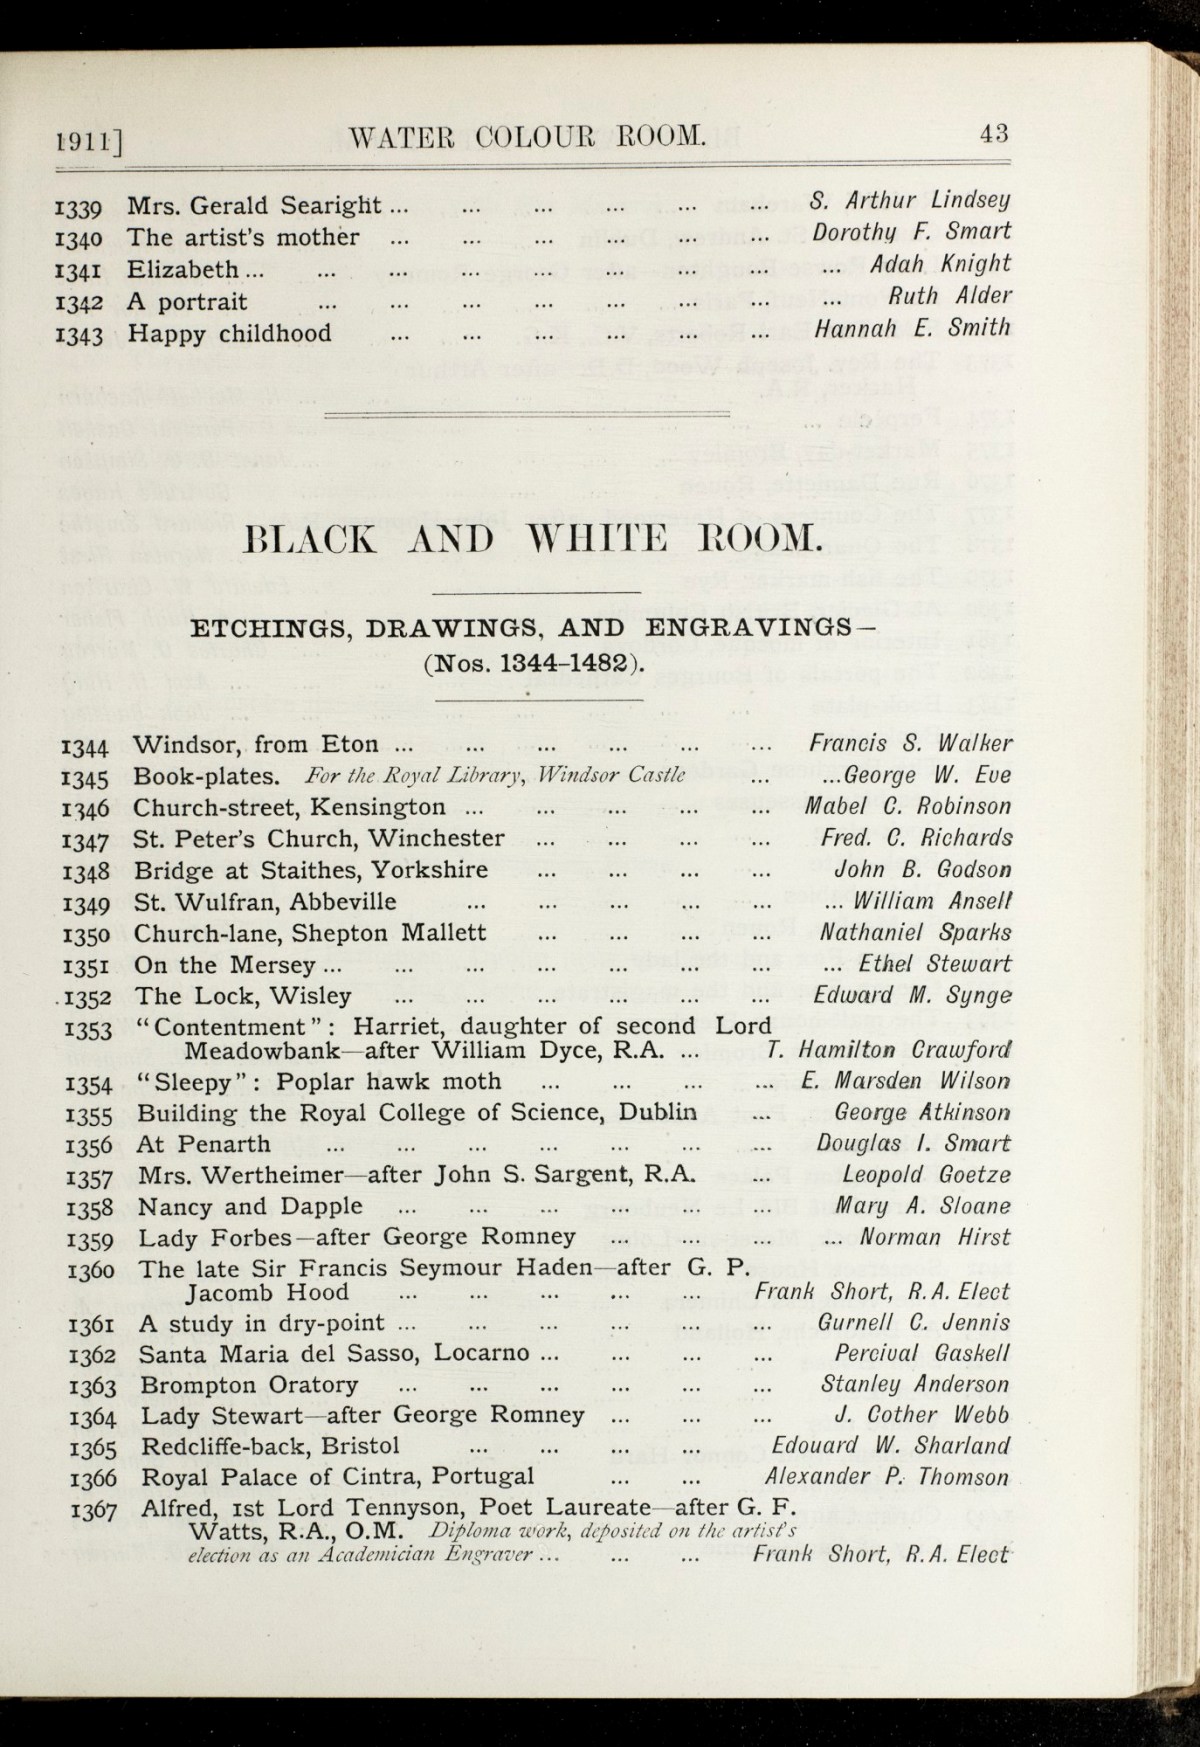 1911] WATER COLOUR ROOM. 43
1339 Mrs. Gerald Searight ... ... ... ... ... ... S. Arthur Lindsey
1340 The artist's mother ... ... ... ... ... ... Dorothy F. Smart
1341 Elizabeth ... ... ... ... ... ... ... ... ... Adah Knight
1342 A portrait ... ... ... ... ... ... ... ... Ruth Alder
1343 Happy childhood ... ... ... ... ... ... Hannah E. Smith
BLACK AND WHITE ROOM.
ETCHINGS, DRAWINGS, AND ENGRAVINGS—
(Nos. 1344–1482).
1344 Windsor, from Eton ... ... ... ... ... ... Francis S. Walker
1345 Book-plates. For the Royal Library, Windsor Castle ... ... George W. Eve
1346 Church-street, Kensington ... ... ... ... ... Mabel C. Robinson
1347 St. Peter's Church, Winchester ... ... ... ... Fred. C. Richards
1348 Bridge at Staithes, Yorkshire ... ... ... ... John B. Godson
1349 St. Wulfran, Abbeville ... ... ... ... ... ... William Ansell
1350 Church-lane, Shepton Mallett ... ... ... ... Nathaniel Sparks
1351 On the Mersey ... ... ... ... ... ... ... ... Ethel Stewart
1352 The Lock, Wisley ... ... ... ... ... ... Edward M. Synge
1353 "Contentment": Harriet, daughter of second Lord
Meadowbank—after William Dyce, R.A. ... T. Hamilton Crawford
1354 "Sleepy": Poplar hawk moth ... ... ... ... E. Marsden Wilson
1355 Building the Royal College of Science, Dublin ... George Atkinson
1356 At Penarth ... ... ... ... ... ... ... Douglas I. Smart
1357 Mrs. Wertheimer—after John S. Sargent, R.A. ... Leopold Goetze
1358 Nancy and Dapple ... ... ... ... ... ... Mary A. Sloane
1359 Lady Forbes—after George Romney ... ... ... ... Norman Hirst
1360 The late Sir Francis Seymour Haden—after G. P.
Jacomb Hood ... ... ... ... ... Frank Short, R.A. Elect
1361 A study in dry-point ... ... ... ... ... ... Gurnell C. Jennis
1362 Santa Maria del Sasso, Locarno ... ... ... ... Percival Gaskell
1363 Brompton Oratory ... ... ... ... ... ... Stanley Anderson
1364 Lady Stewart—after George Romney ... ... ... J. Cother Webb
1365 Redcliffe-back, Bristol ... ... ... ... Edouard W. Sharland
1366 Royal Palace of Cintra, Portugal ... ... Alexander P. Thomson
1367 Alfred, 1st Lord Tennyson, Poet Laureate—after G. F.
Watts, R.A., O.M. Diploma work, deposited on the artist's
election as an Academician Engraver ... ... ... Frank Short, R.A. Elect